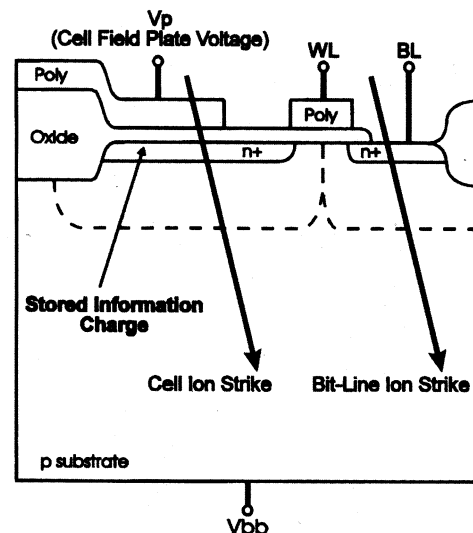 Vp
(Cell Field Plate Voltage)
WL
BL
Poly
Poly
Oxide
n+
n+
Stored Information
Charge
Cell Ion Strike
Bit-Line Ion Strike
p substrate
Vbb